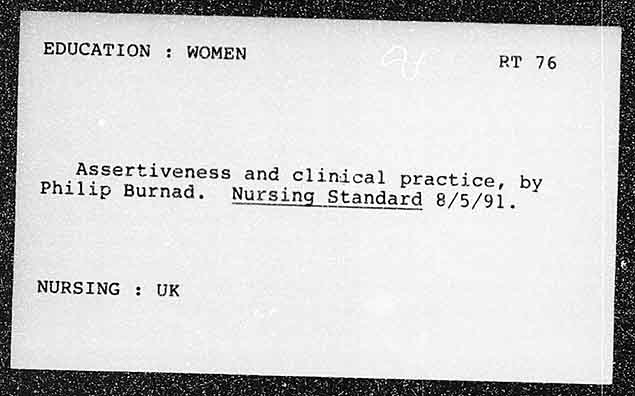 EDUCATION : WOMEN
RT 76
Assertiveness and clinical practice, by
Philip Burnad. Nursing Standard 8/5/91.
NURSING : UK